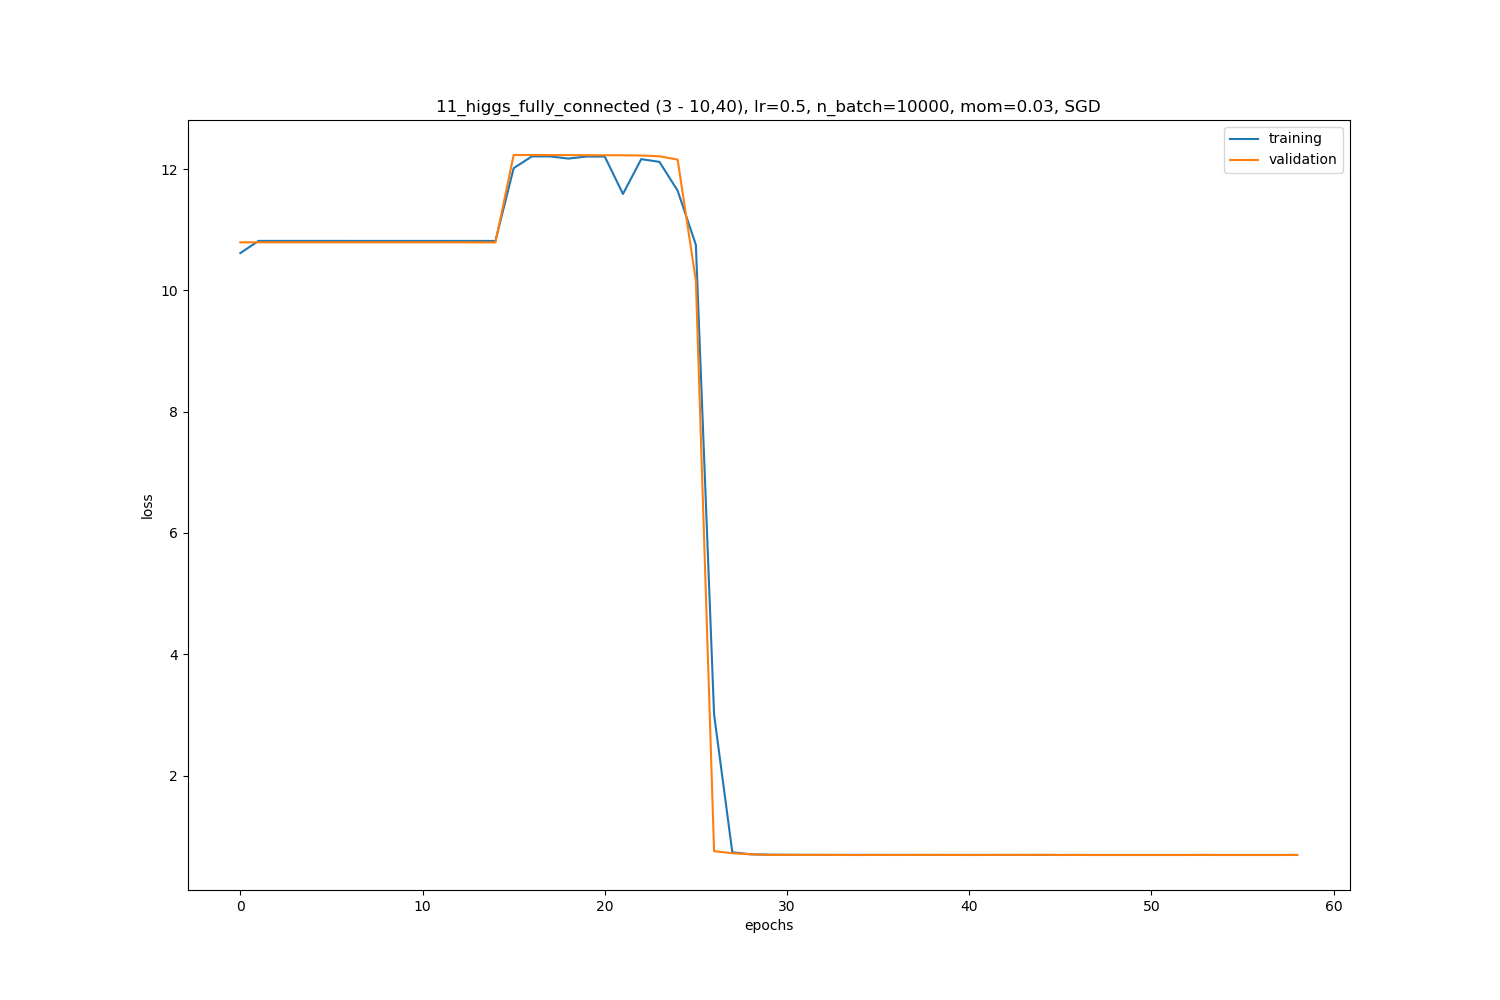 11_higgs_fully_connected (3 - 10,40), lr=0.5, n_batch=10000, mom=0.03, SGD
training
validation
12
10
8
6
4
2
loss
0 10 20 30 40 50 60
epochs